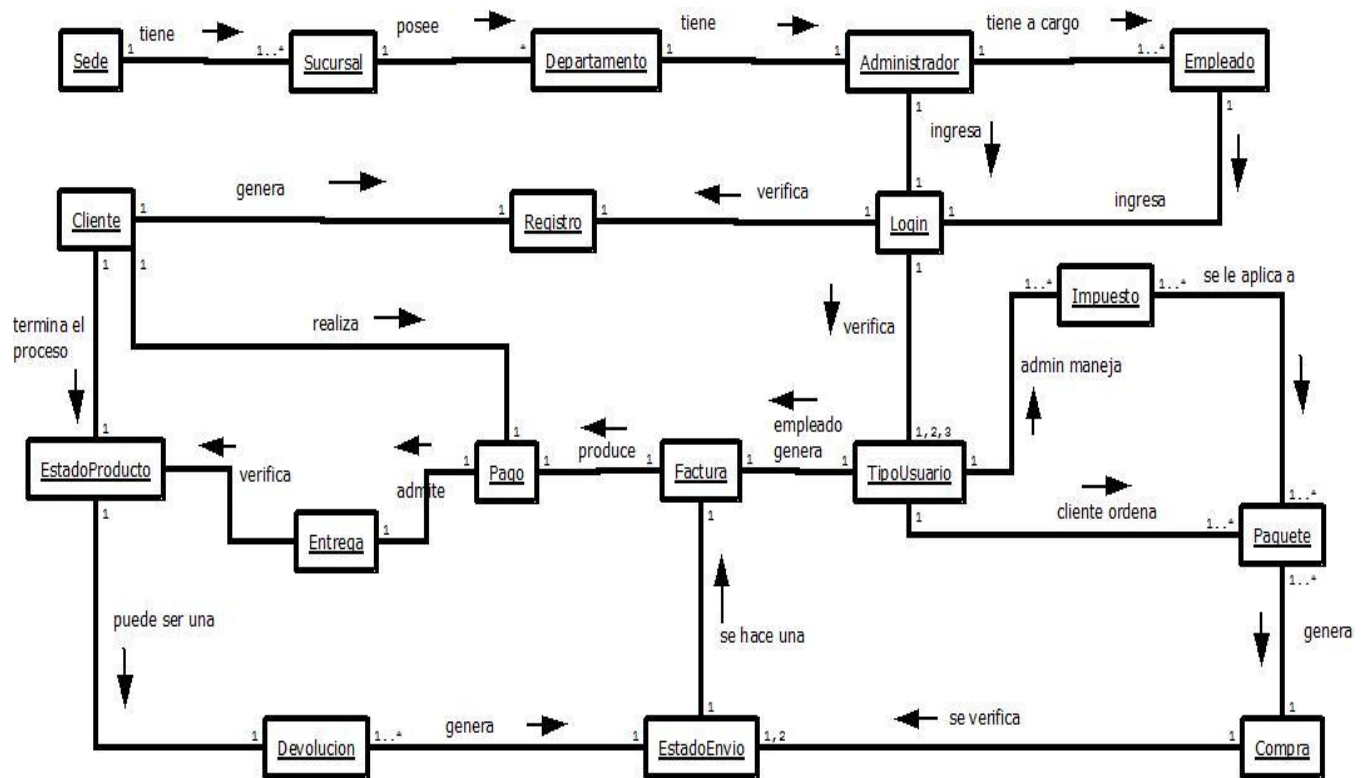 tiene
posee
tiene
tiene a cargo
1
1..*
1
*
1
1
1
1..*
Sede
Sucursal
Departamento
Administrador
Empleado
1
1
ingresa
genera
verifica
ingresa
1
1
1
1
1
1
Cliente
Registro
Login
1
1
1
se le aplica a
1..*
1..*
Impuesto
termina el
proceso
realiza
verifica
admin maneja
1
1
1,2,3
empleado
genera
produce
verifica
admite
1
1
1
1
1
1
EstadoProducto
Pago
Factura
TipoUsuario
cliente ordena
1..*
1
1
1
1
1..*
Entrega
Paquete
1..*
puede ser una
se hace una
genera
genera
se verifica
1
1
1
1..*
1
1,2
1
Devolucion
EstadoEnvio
Compra